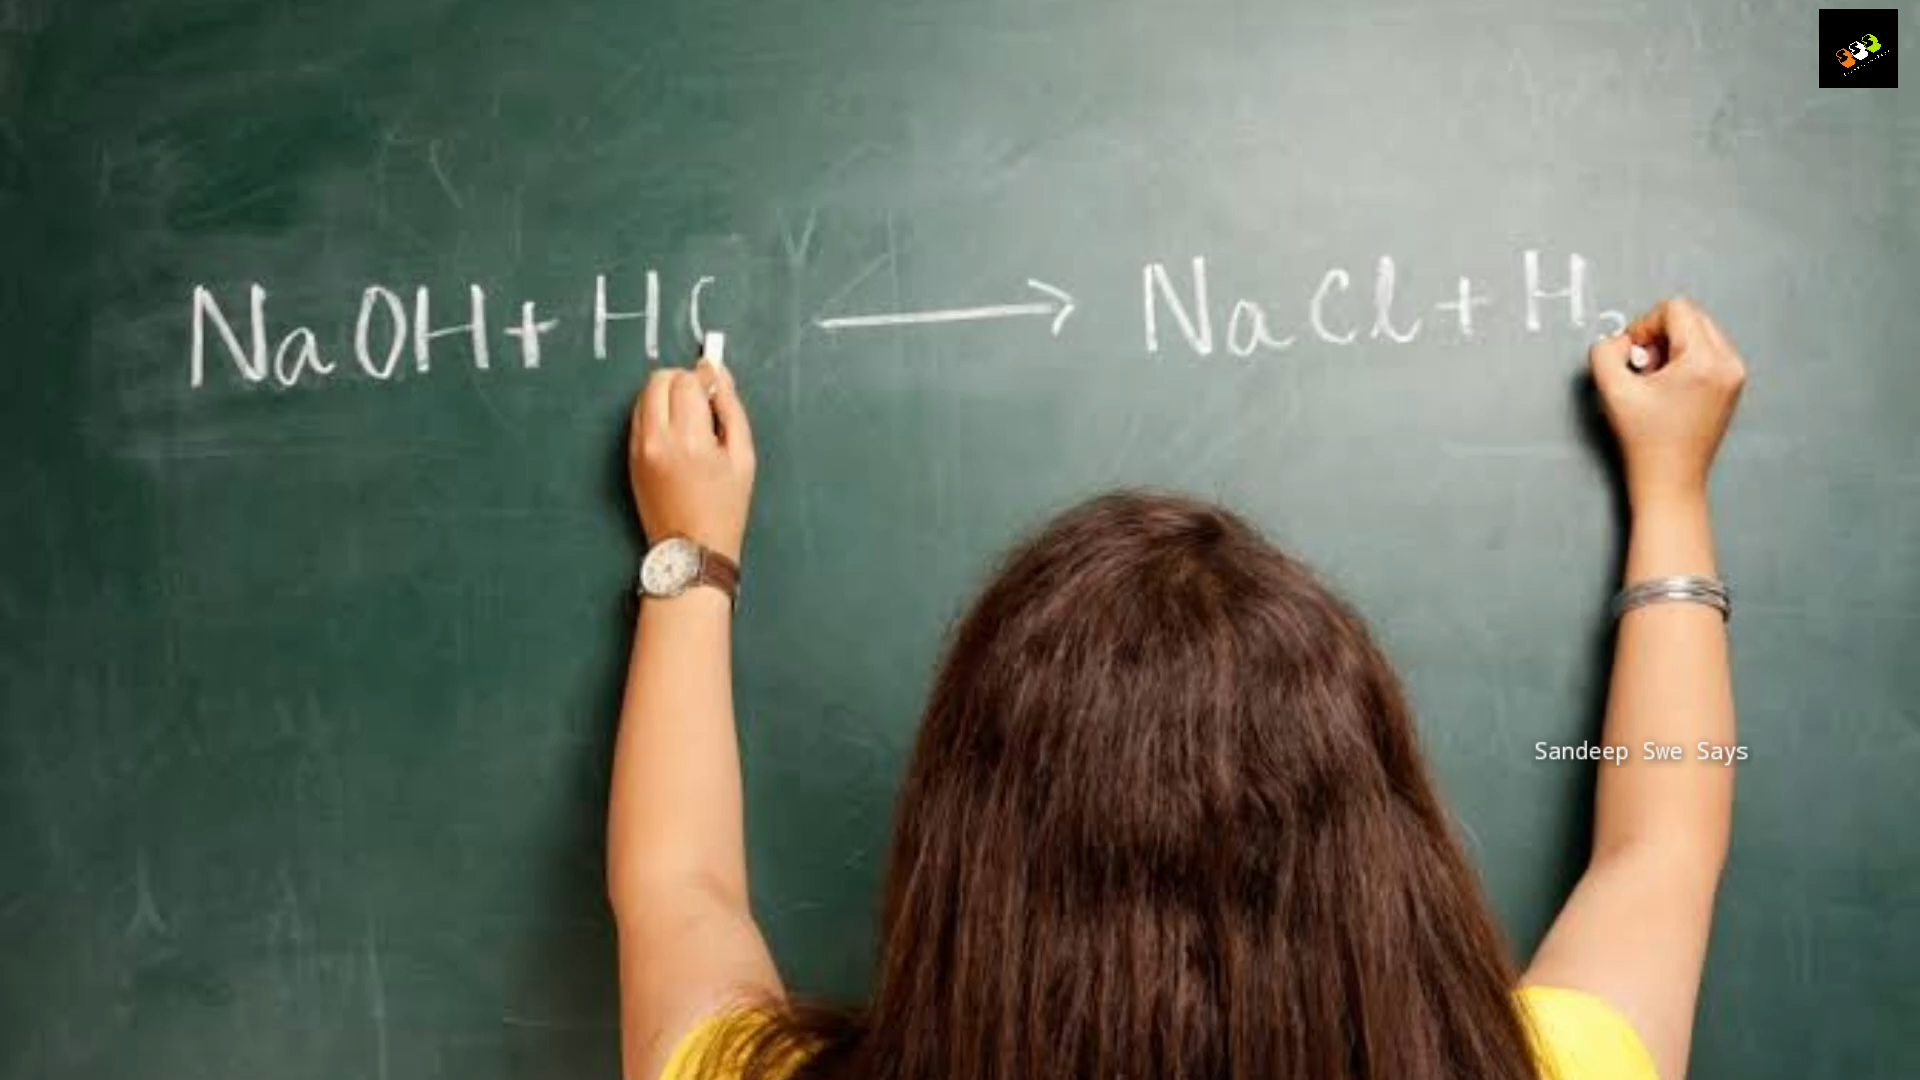 NaOH + HC → NaCl + H₂
Sandeep Swe Says